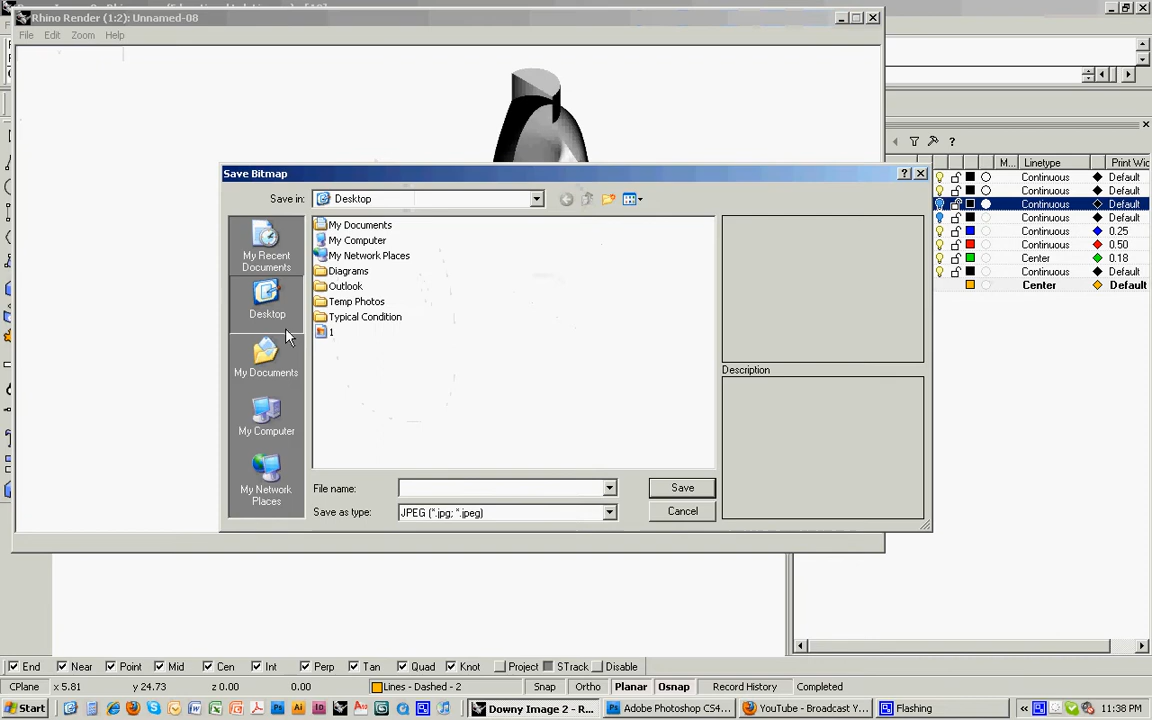 Rhino Render (1:2): Unnamed-08
File Edit Zoom Help
Save Bitmap
Save in: Desktop
My Recent Documents
Desktop
My Documents
My Computer
My Network Places
My Documents
My Computer
My Network Places
Diagrams
Outlook
Temp Photos
Typical Condition
1
Description
File name:
Save
Save as type: JPEG (*.jpg; *.jpeg)
Cancel
M... Linetype Print Wic
Continuous Default
Continuous Default
Continuous Default
Continuous Default
Continuous 0.25
Continuous 0.50
Center 0.18
Continuous Default
Center Default
End Near Point Mid Cen Int Perp Tan Quad Knot Project STrack Disable
CPlane x 5.81 y 24.73 z 0.00 0.00 Lines - Dashed - 2 Snap Ortho Planar Osnap Record History Completed
Start Downy Image 2 - R... Adobe Photoshop CS4... YouTube - Broadcast Y... Flashing 11:38 PM